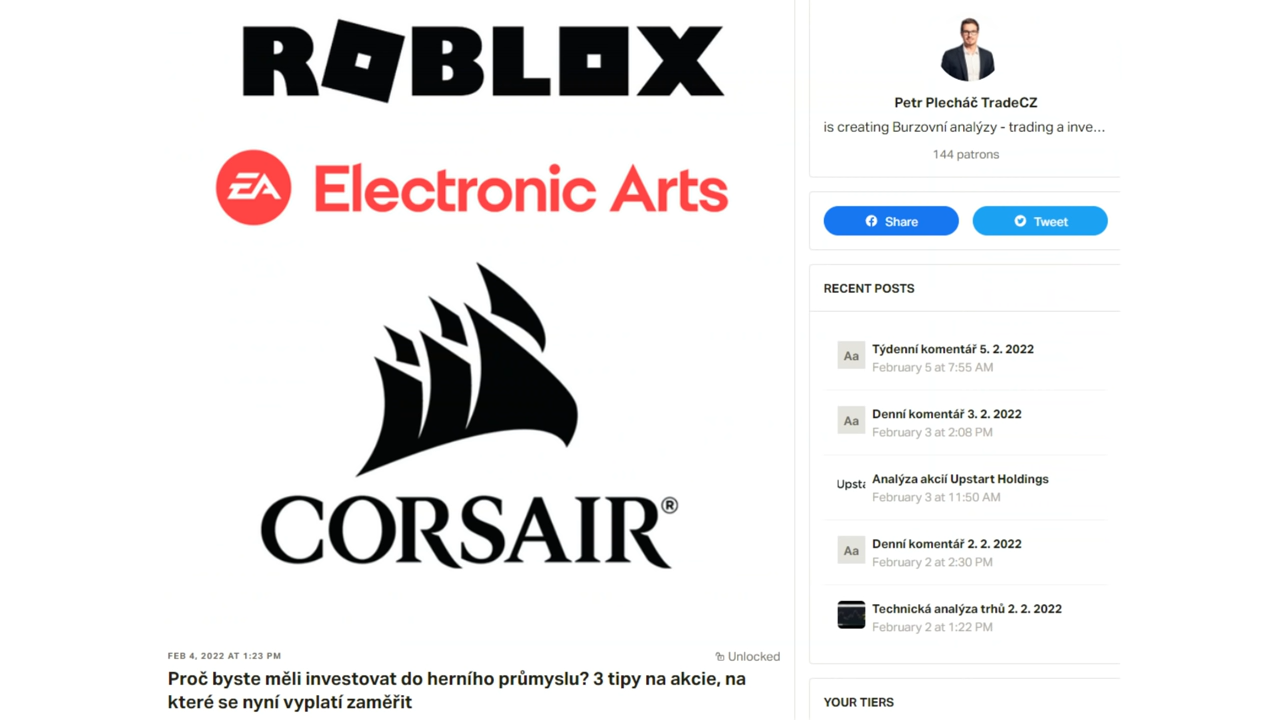 ROBLOX
EA Electronic Arts
CORSAIR®
FEB 4, 2022 AT 1:23 PM
Unlocked
Proč byste měli investovat do herního průmyslu? 3 tipy na akcie, na
které se nyní vyplatí zaměřit
Petr Plecháč TradeCZ
is creating Burzovní analýzy - trading a inve...
144 patrons
Share
Tweet
RECENT POSTS
Aa
Týdenní komentář 5. 2. 2022
February 5 at 7:55 AM
Aa
Denní komentář 3. 2. 2022
February 3 at 2:08 PM
Upsta
Analýza akcií Upstart Holdings
February 3 at 11:50 AM
Aa
Denní komentář 2. 2. 2022
February 2 at 2:30 PM
Technická analýza trhů 2. 2. 2022
February 2 at 1:22 PM
YOUR TIERS